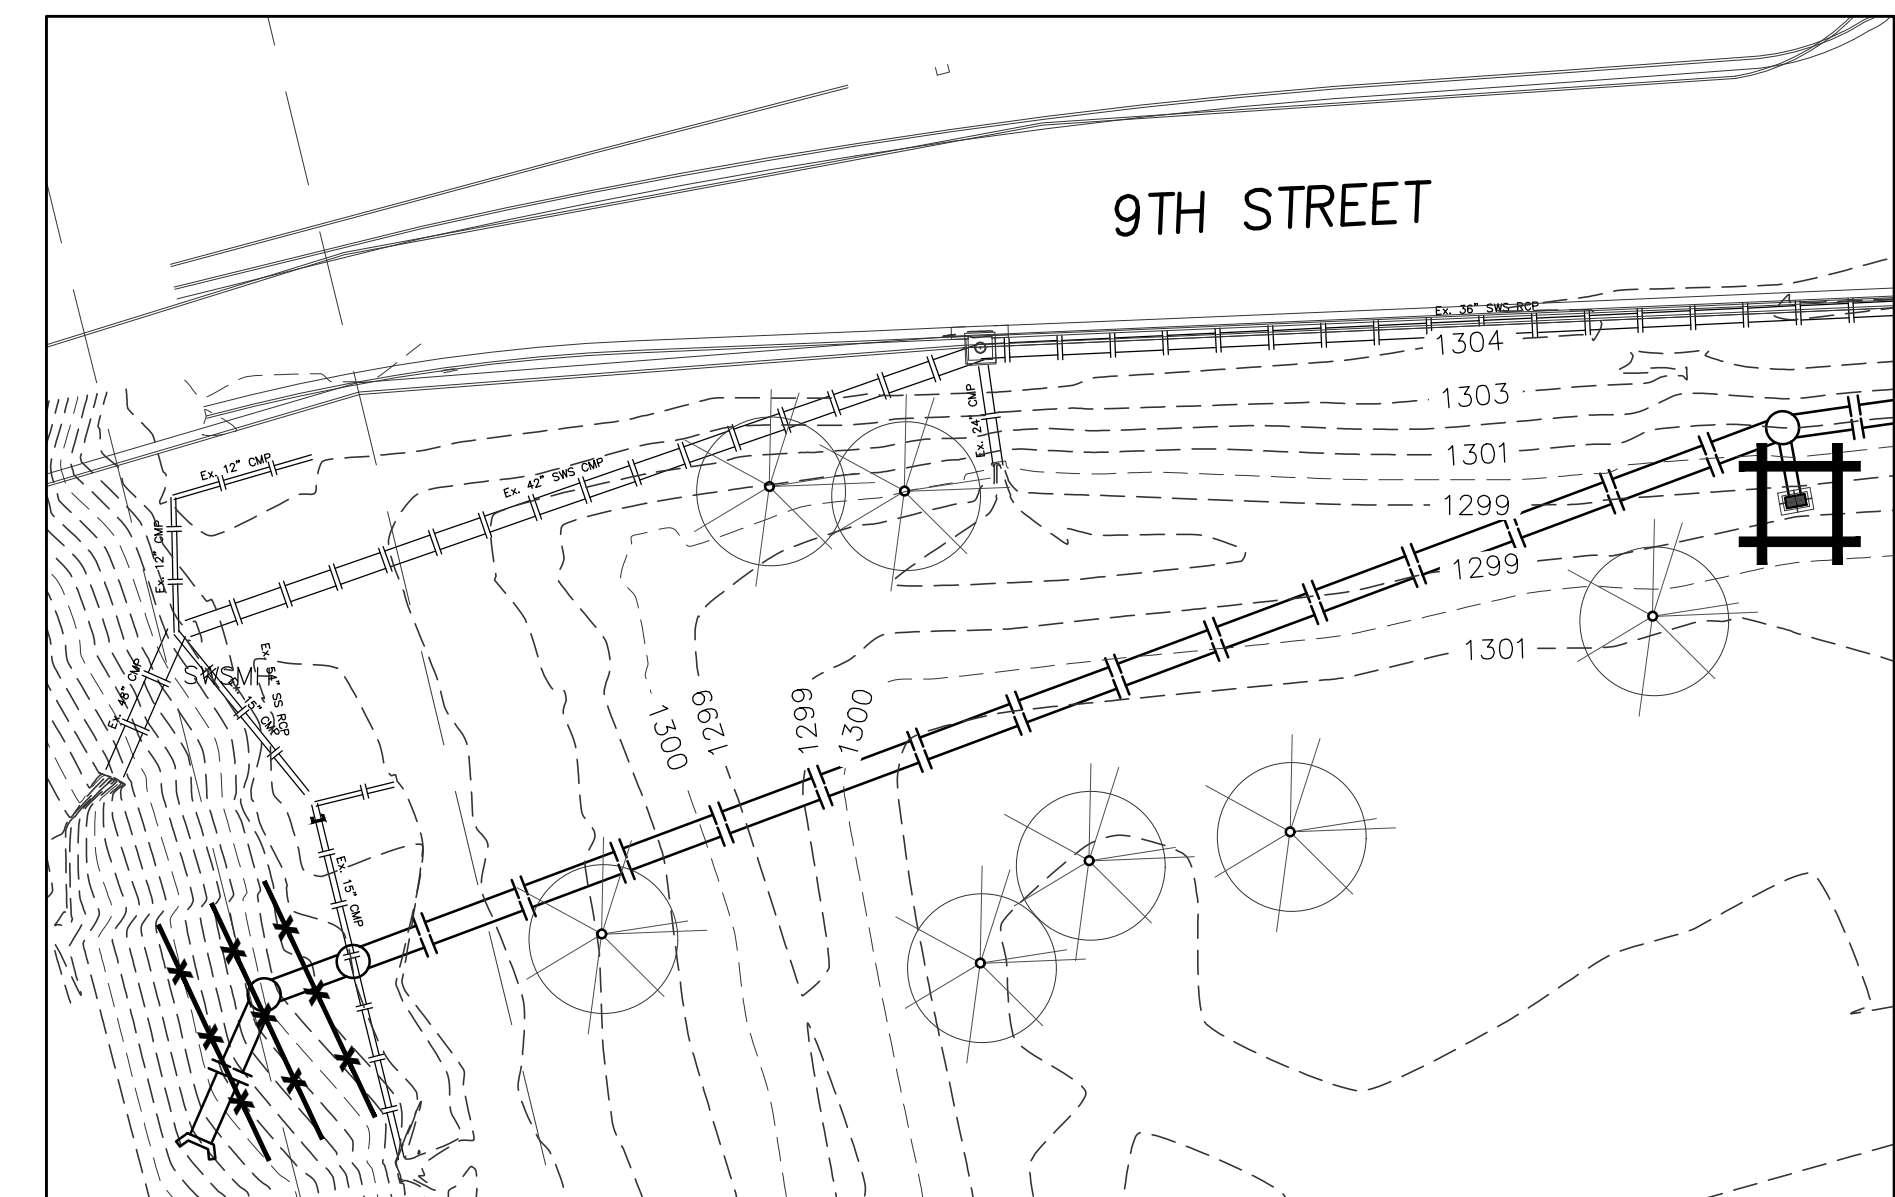 9TH STREET
Ex. 36" SWS RCP
1304
1303
Ex. 24" CMP
1301
Ex. 12" CMP
Ex. 42" SWS CMP
1299
Ex. 12" CMP
1299
1301
SWSMH
Ex. 54" SS RCP
Ex. 48" CMP
Ex. 15" CMP
1300
1299
1299
1300
Ex. 15" CMP